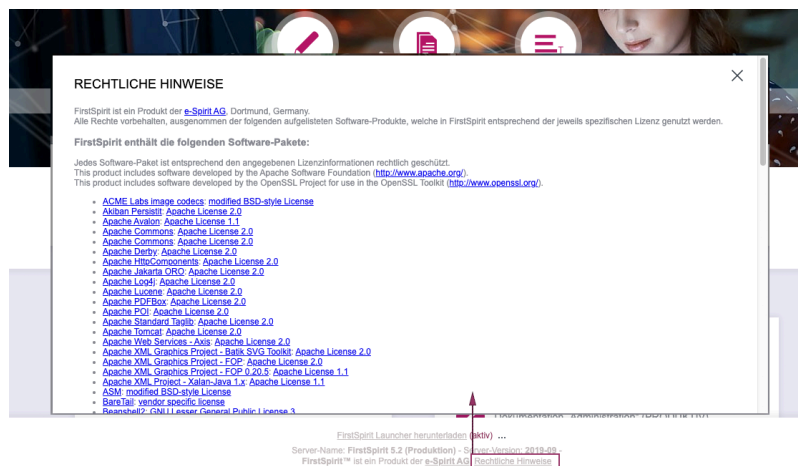 RECHTLICHE HINWEISE
FirstSpirit ist ein Produkt der e-Spirit AG, Dortmund, Germany.
Alle Rechte vorbehalten, ausgenommen der folgenden aufgelisteten Software-Produkte, welche in FirstSpirit entsprechend der jeweils spezifischen Lizenz genutzt werden.
FirstSpirit enthält die folgenden Software-Pakete:
Jedes Software-Paket ist entsprechend den angegebenen Lizenzinformationen rechtlich geschützt.
This product includes software developed by the Apache Software Foundation (http://www.apache.org/).
This product includes software developed by the OpenSSL Project for use in the OpenSSL Toolkit (http://www.openssl.org/).
ACME Labs image codecs: modified BSD-style License
Akiban Persistit: Apache License 2.0
Apache Avalon: Apache License 1.1
Apache Commons: Apache License 2.0
Apache Commons: Apache License 2.0
Apache Derby: Apache License 2.0
Apache HttpComponents: Apache License 2.0
Apache Jakarta ORO: Apache License 2.0
Apache Log4j: Apache License 2.0
Apache Lucene: Apache License 2.0
Apache PDFBox: Apache License 2.0
Apache POI: Apache License 2.0
Apache Standard Taglib: Apache License 2.0
Apache Tomcat: Apache License 2.0
Apache Web Services - Axis: Apache License 2.0
Apache XML Graphics Project - Batik SVG Toolkit: Apache License 2.0
Apache XML Graphics Project - FOP: Apache License 2.0
Apache XML Graphics Project - FOP 0.20.5: Apache License 1.1
Apache XML Project - Xalan-Java 1.x: Apache License 1.1
ASM: modified BSD-style License
BareTail: vendor specific license
Beanshell2: GNU Lesser General Public License 3
Dokumentation, Administration:
FirstSpirit Launcher herunterladen (aktiv) ...
Server-Name: FirstSpirit 5.2 (Produktion) - Server-Version: 2019-09 -
FirstSpirit™ ist ein Produkt der e-Spirit AG Rechtliche Hinweise